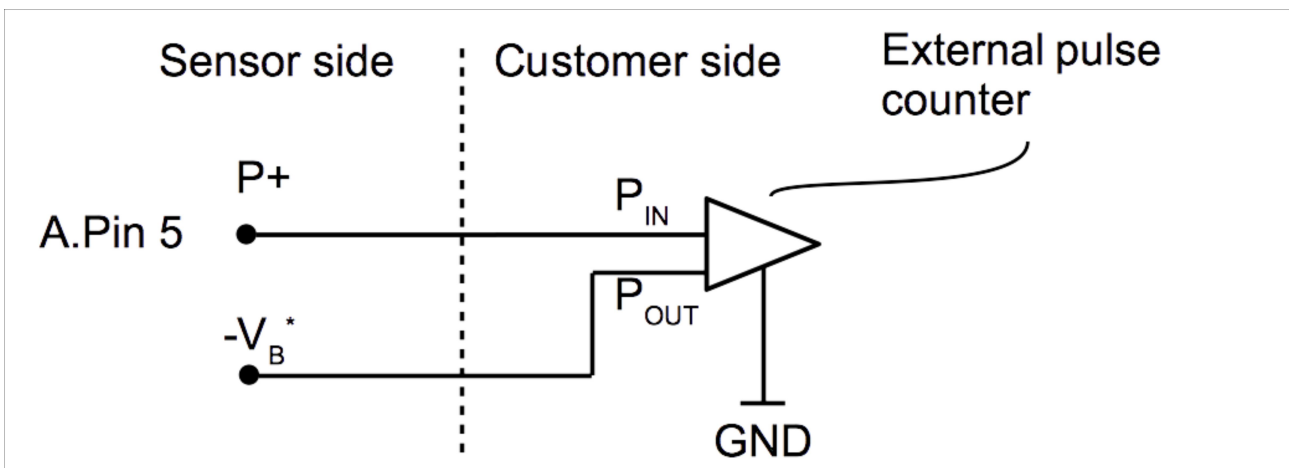 Sensor side
Customer side
External pulse
counter
P+
A.Pin 5
PIN
POUT
-VB*
GND